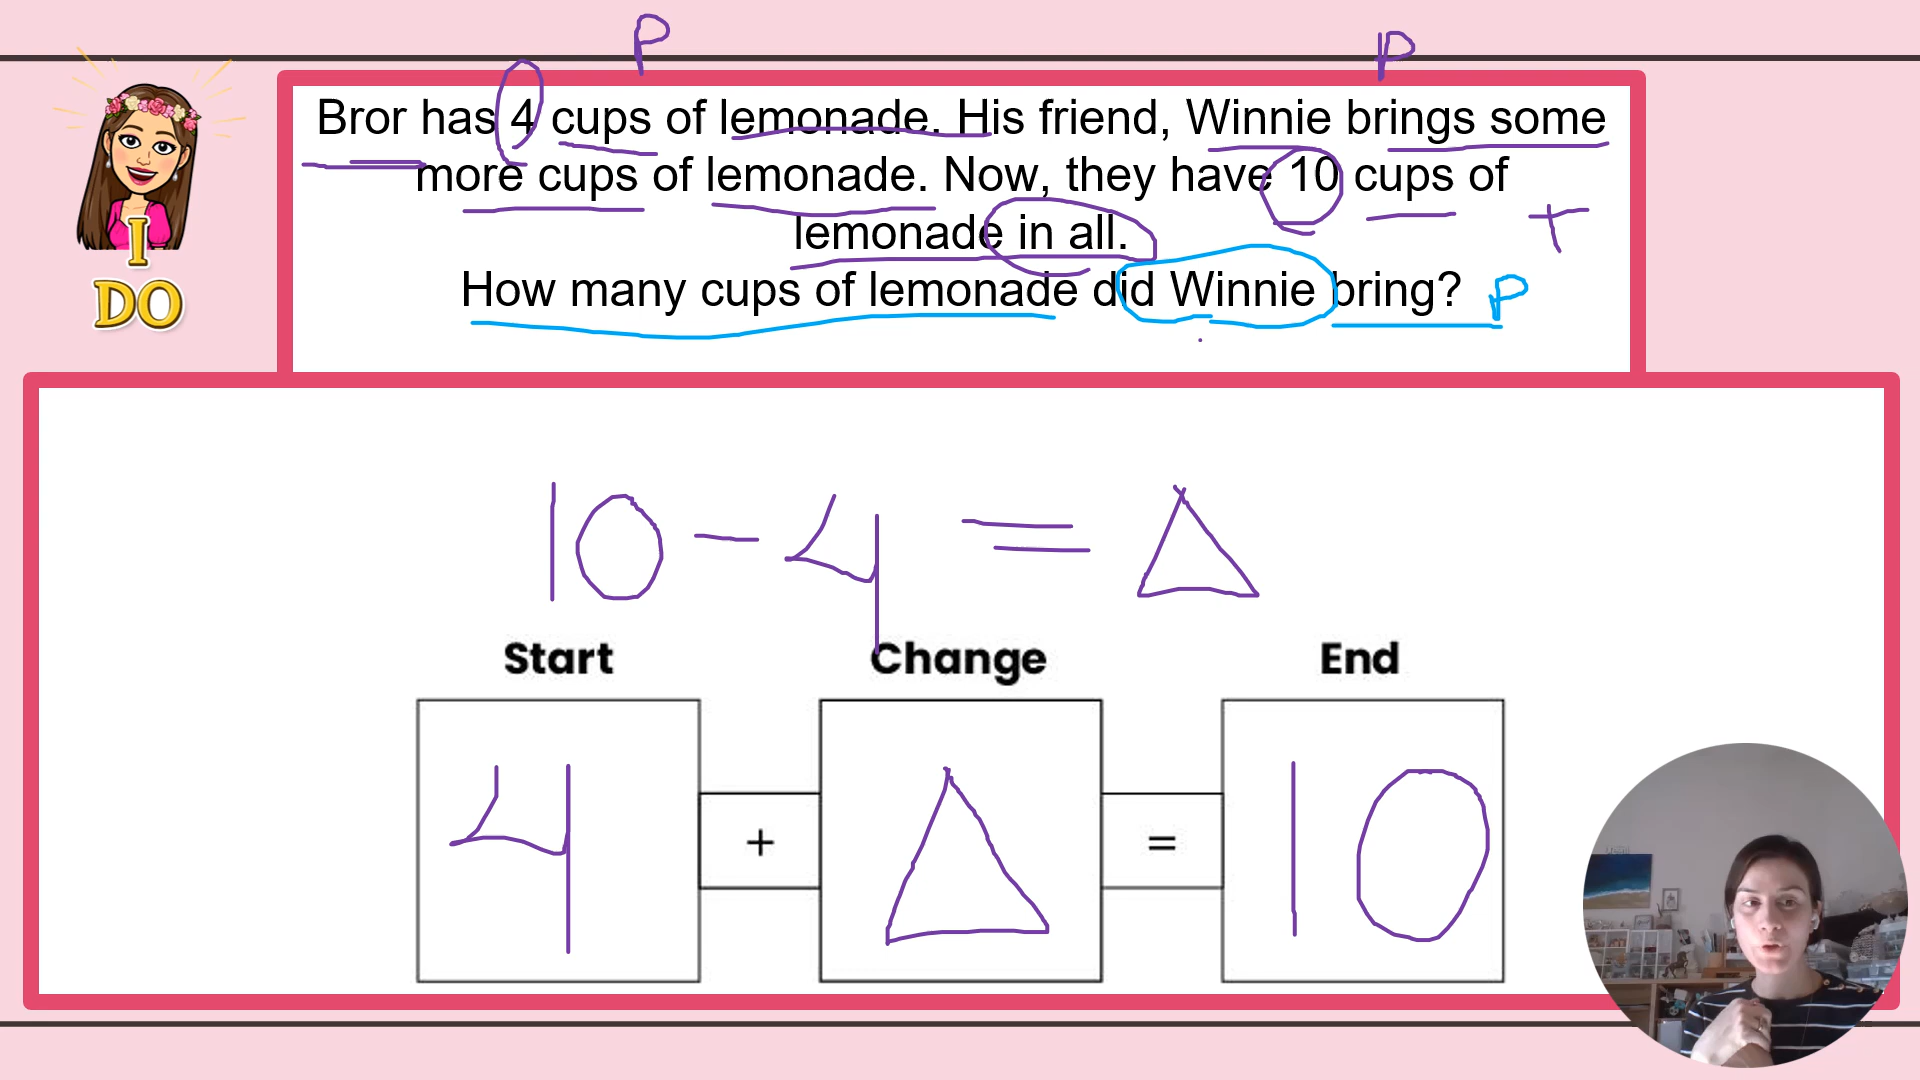 P P
Bror has 4 cups of lemonade. His friend, Winnie brings some
more cups of lemonade. Now, they have 10 cups of
lemonade in all.
T
How many cups of lemonade did Winnie bring? P
I
DO
10 - 4 = △
Start Change End
4 + △ = 10